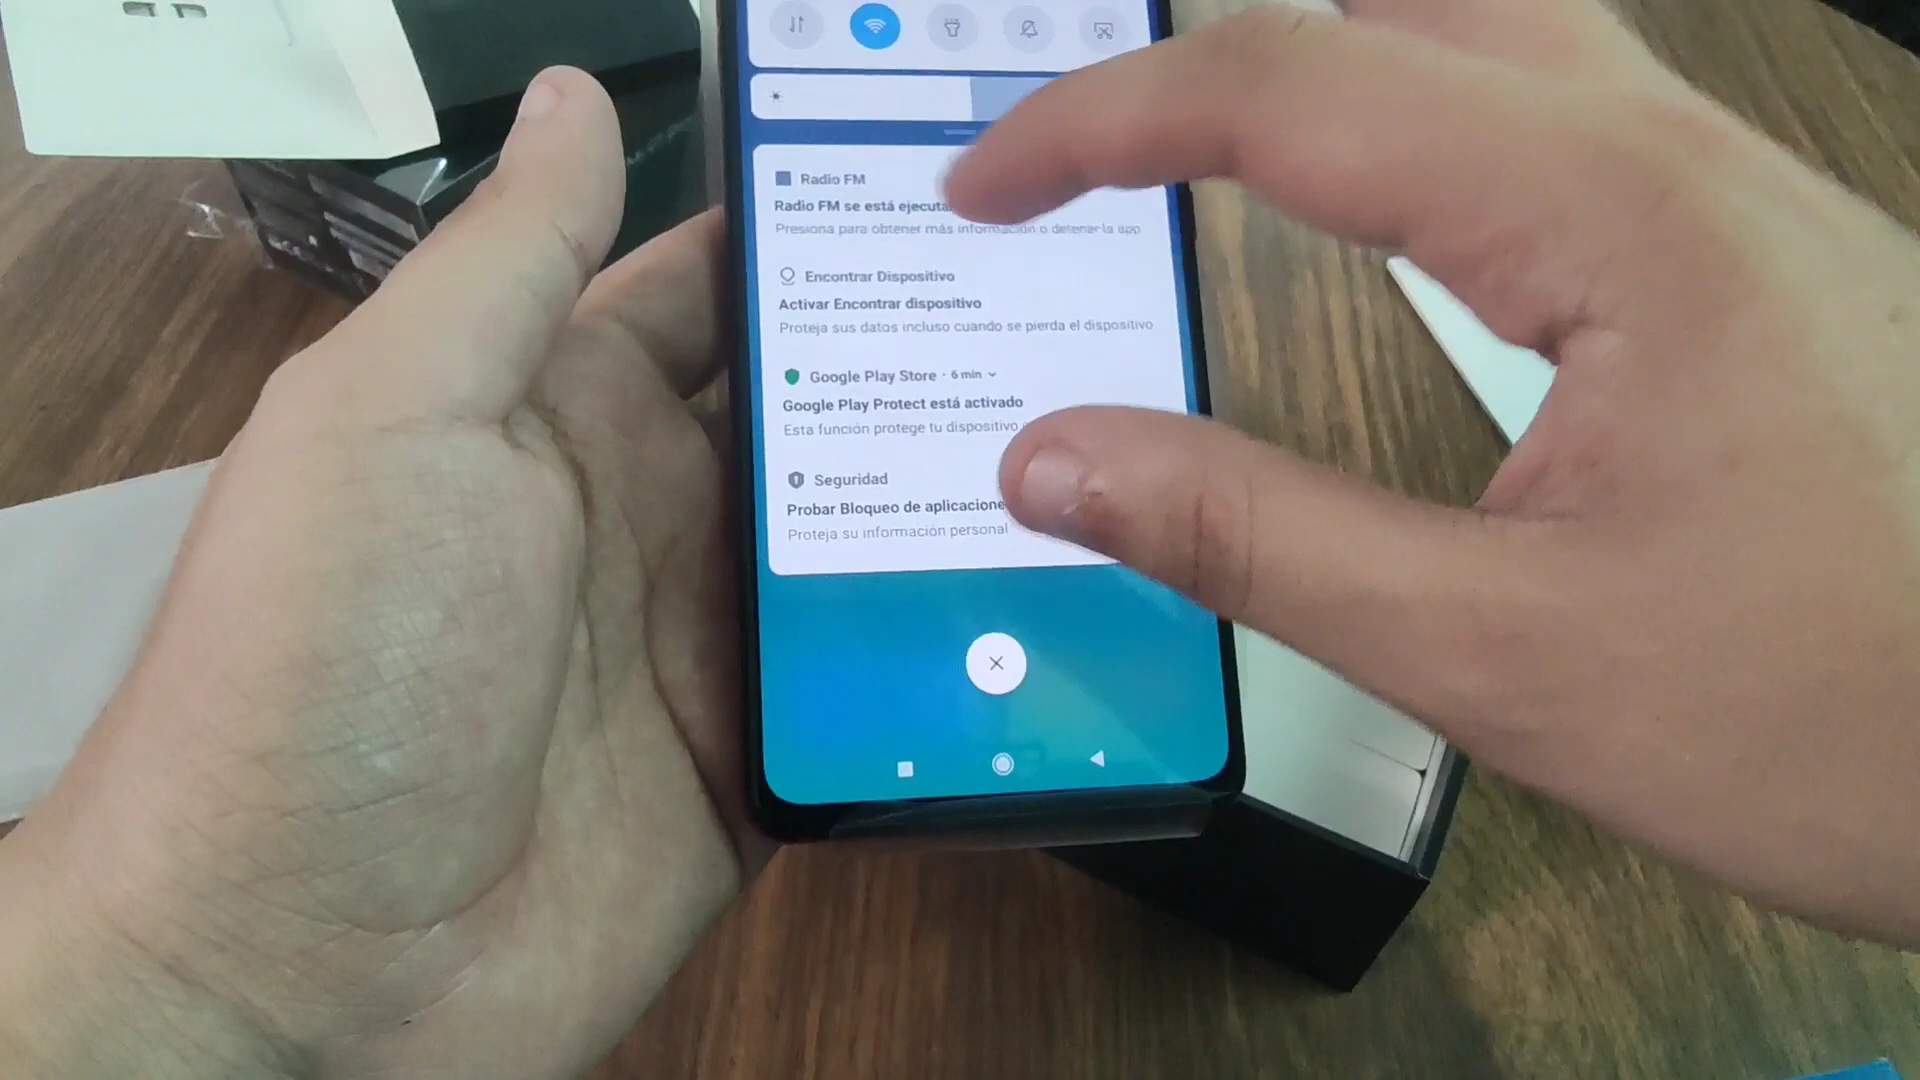 Radio FM
Radio FM se está
Presiona para obtener más información o detener la app
Encontrar Dispositivo
Activar Encontrar dispositivo
Proteja sus datos incluso cuando se pierda el dispositivo
Google Play Store · 6 min
Google Play Protect está activado
Esta función protege tu dispositivo
Seguridad
Probar Bloqueo de
Proteja su información personal